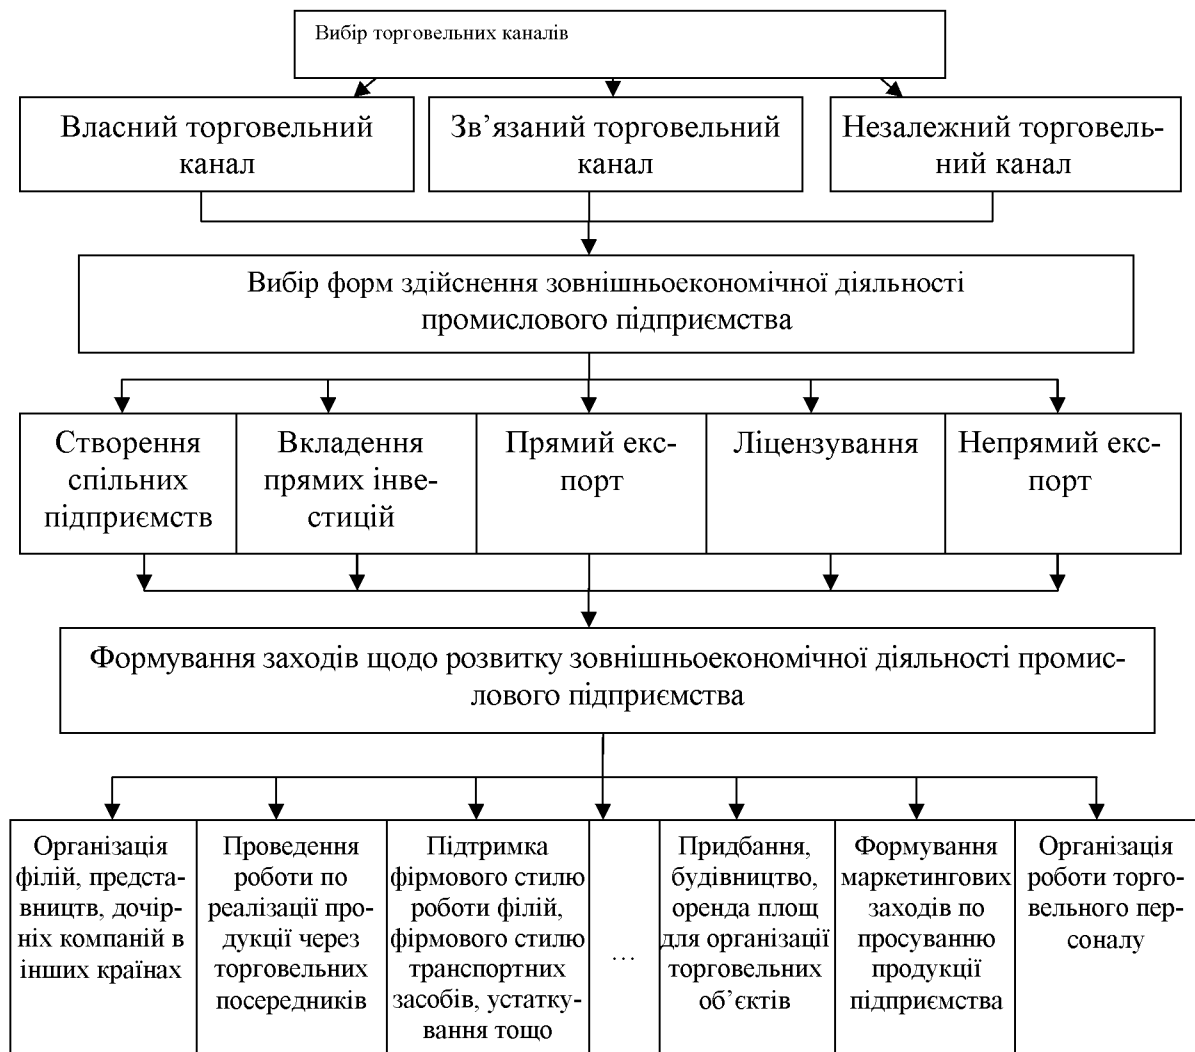 Вибір торговельних каналів
Власний торговельний
канал
Зв’язаний торговельний
канал
Незалежний торговель-
ний канал
Вибір форм здійснення зовнішньоекономічної діяльності
промислового підприємства
Створення
спільних
підприємств
Вкладення
прямих інве-
стицій
Прямий екс-
порт
Ліцензування
Непрямий екс-
порт
Формування заходів щодо розвитку зовнішньоекономічної діяльності промис-
лового підприємства
Організація
філій, предста-
вництв, дочір-
ніх компаній в
інших країнах
Проведення
роботи по
реалізації про-
дукції через
торговельних
посередників
Підтримка
фірмового стилю
роботи філій,
фірмового стилю
транспортних
засобів, устатку-
вання тощо
…
Придбання,
будівництво,
оренда площ
для організації
торговельних
об’єктів
Формування
маркетингових
заходів по
просуванню
продукції
підприємства
Організація
роботи торго-
вельного пер-
соналу